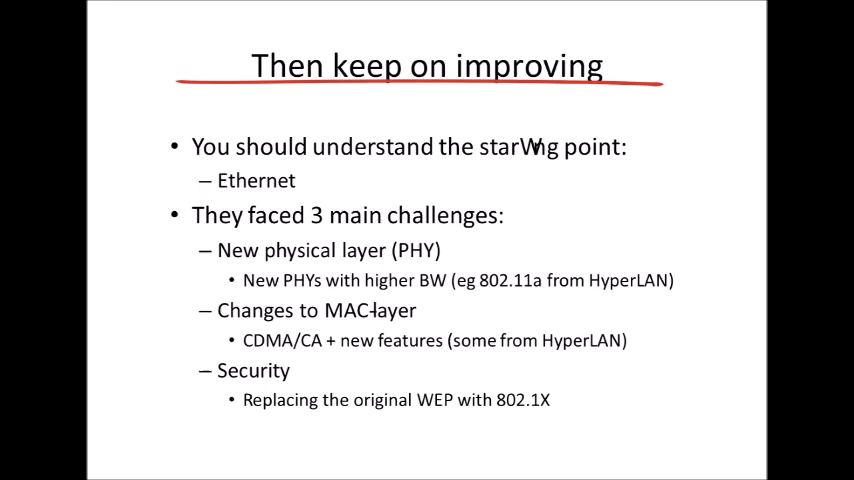 Then keep on improving
• You should understand the starWng point:
– Ethernet
• They faced 3 main challenges:
– New physical layer (PHY)
• New PHYs with higher BW (eg 802.11a from HyperLAN)
– Changes to MAC-layer
• CDMA/CA + new features (some from HyperLAN)
– Security
• Replacing the original WEP with 802.1X